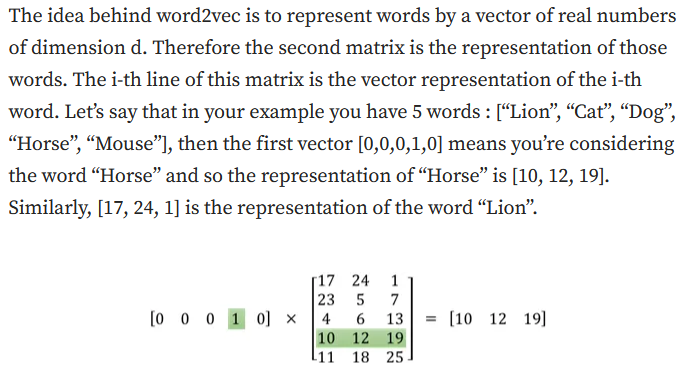 The idea behind word2vec is to represent words by a vector of real numbers
of dimension d. Therefore the second matrix is the representation of those
words. The i-th line of this matrix is the vector representation of the i-th
word. Let’s say that in your example you have 5 words : [“Lion”, “Cat”, “Dog”,
“Horse”, “Mouse”], then the first vector [0,0,0,1,0] means you’re considering
the word “Horse” and so the representation of “Horse” is [10, 12, 19].
Similarly, [17, 24, 1] is the representation of the word “Lion”.
17 24 1
23 5 7
[0 0 0 1 0] × 4 6 13 = [10 12 19]
10 12 19
11 18 25